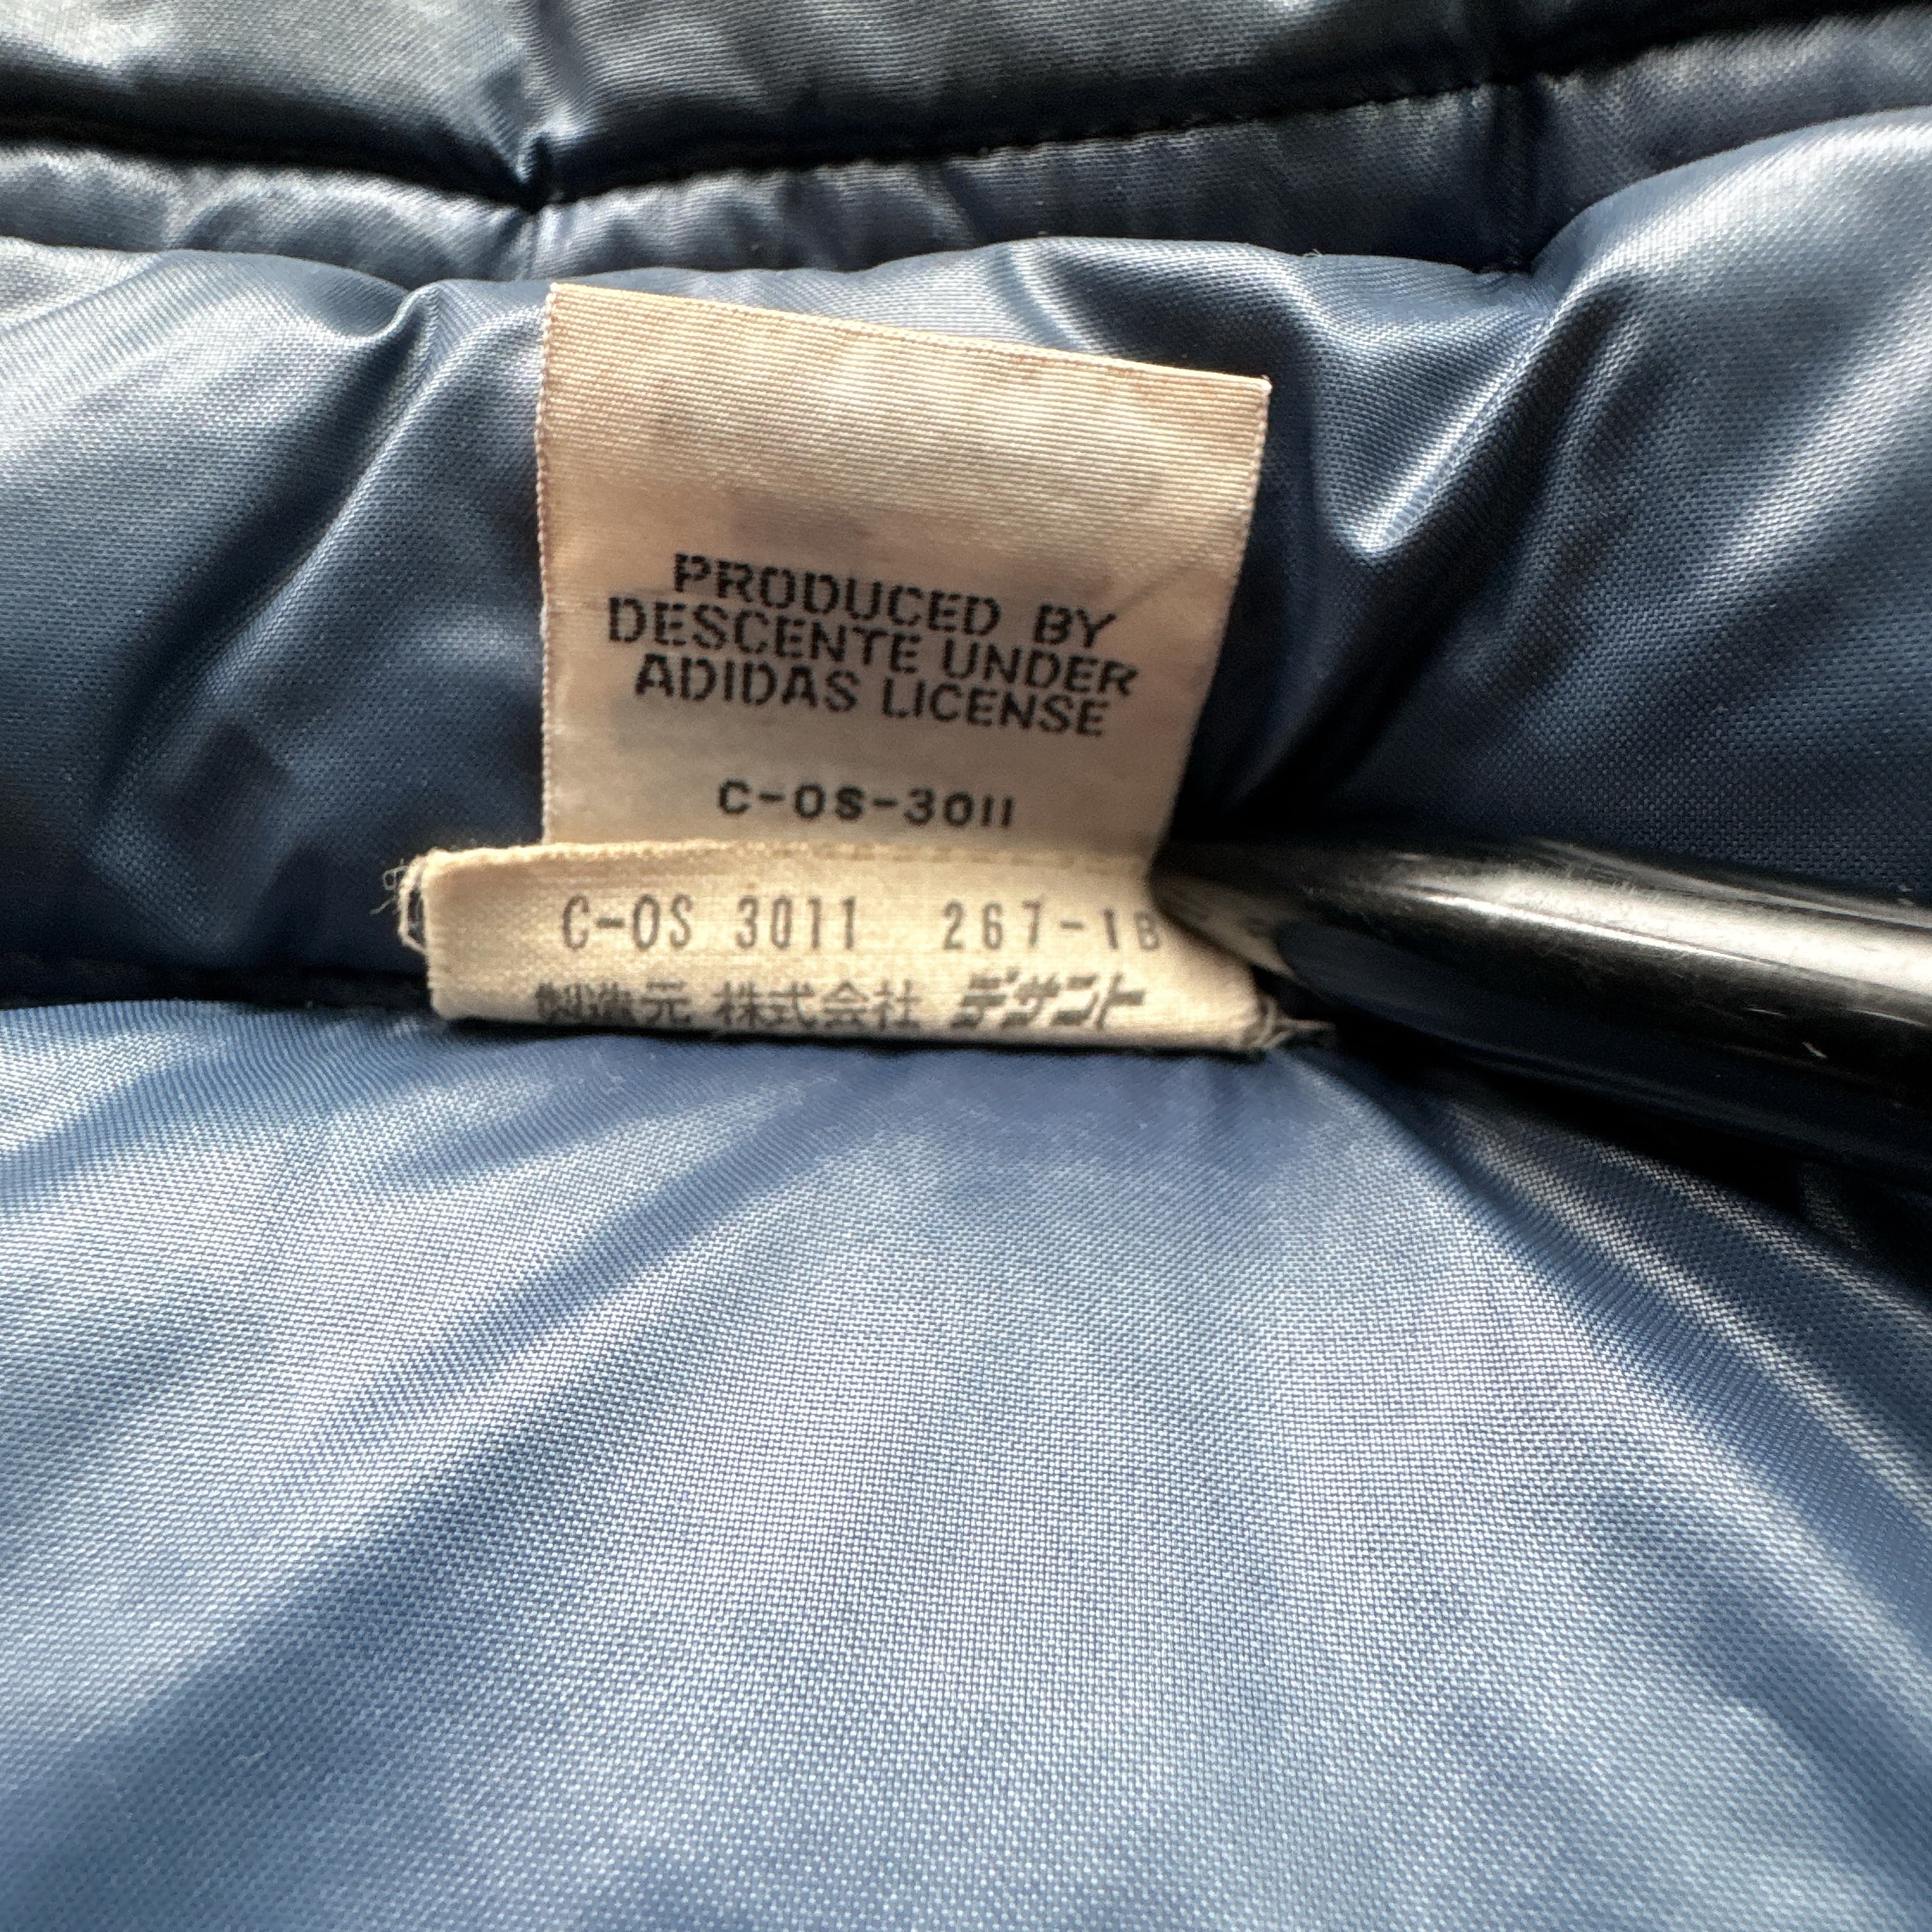 PRODUCED BY
DESCENTE UNDER
ADIDAS LICENSE
C-OS-3011
C-OS 3011 267-1B
製造元 株式会社 デサント